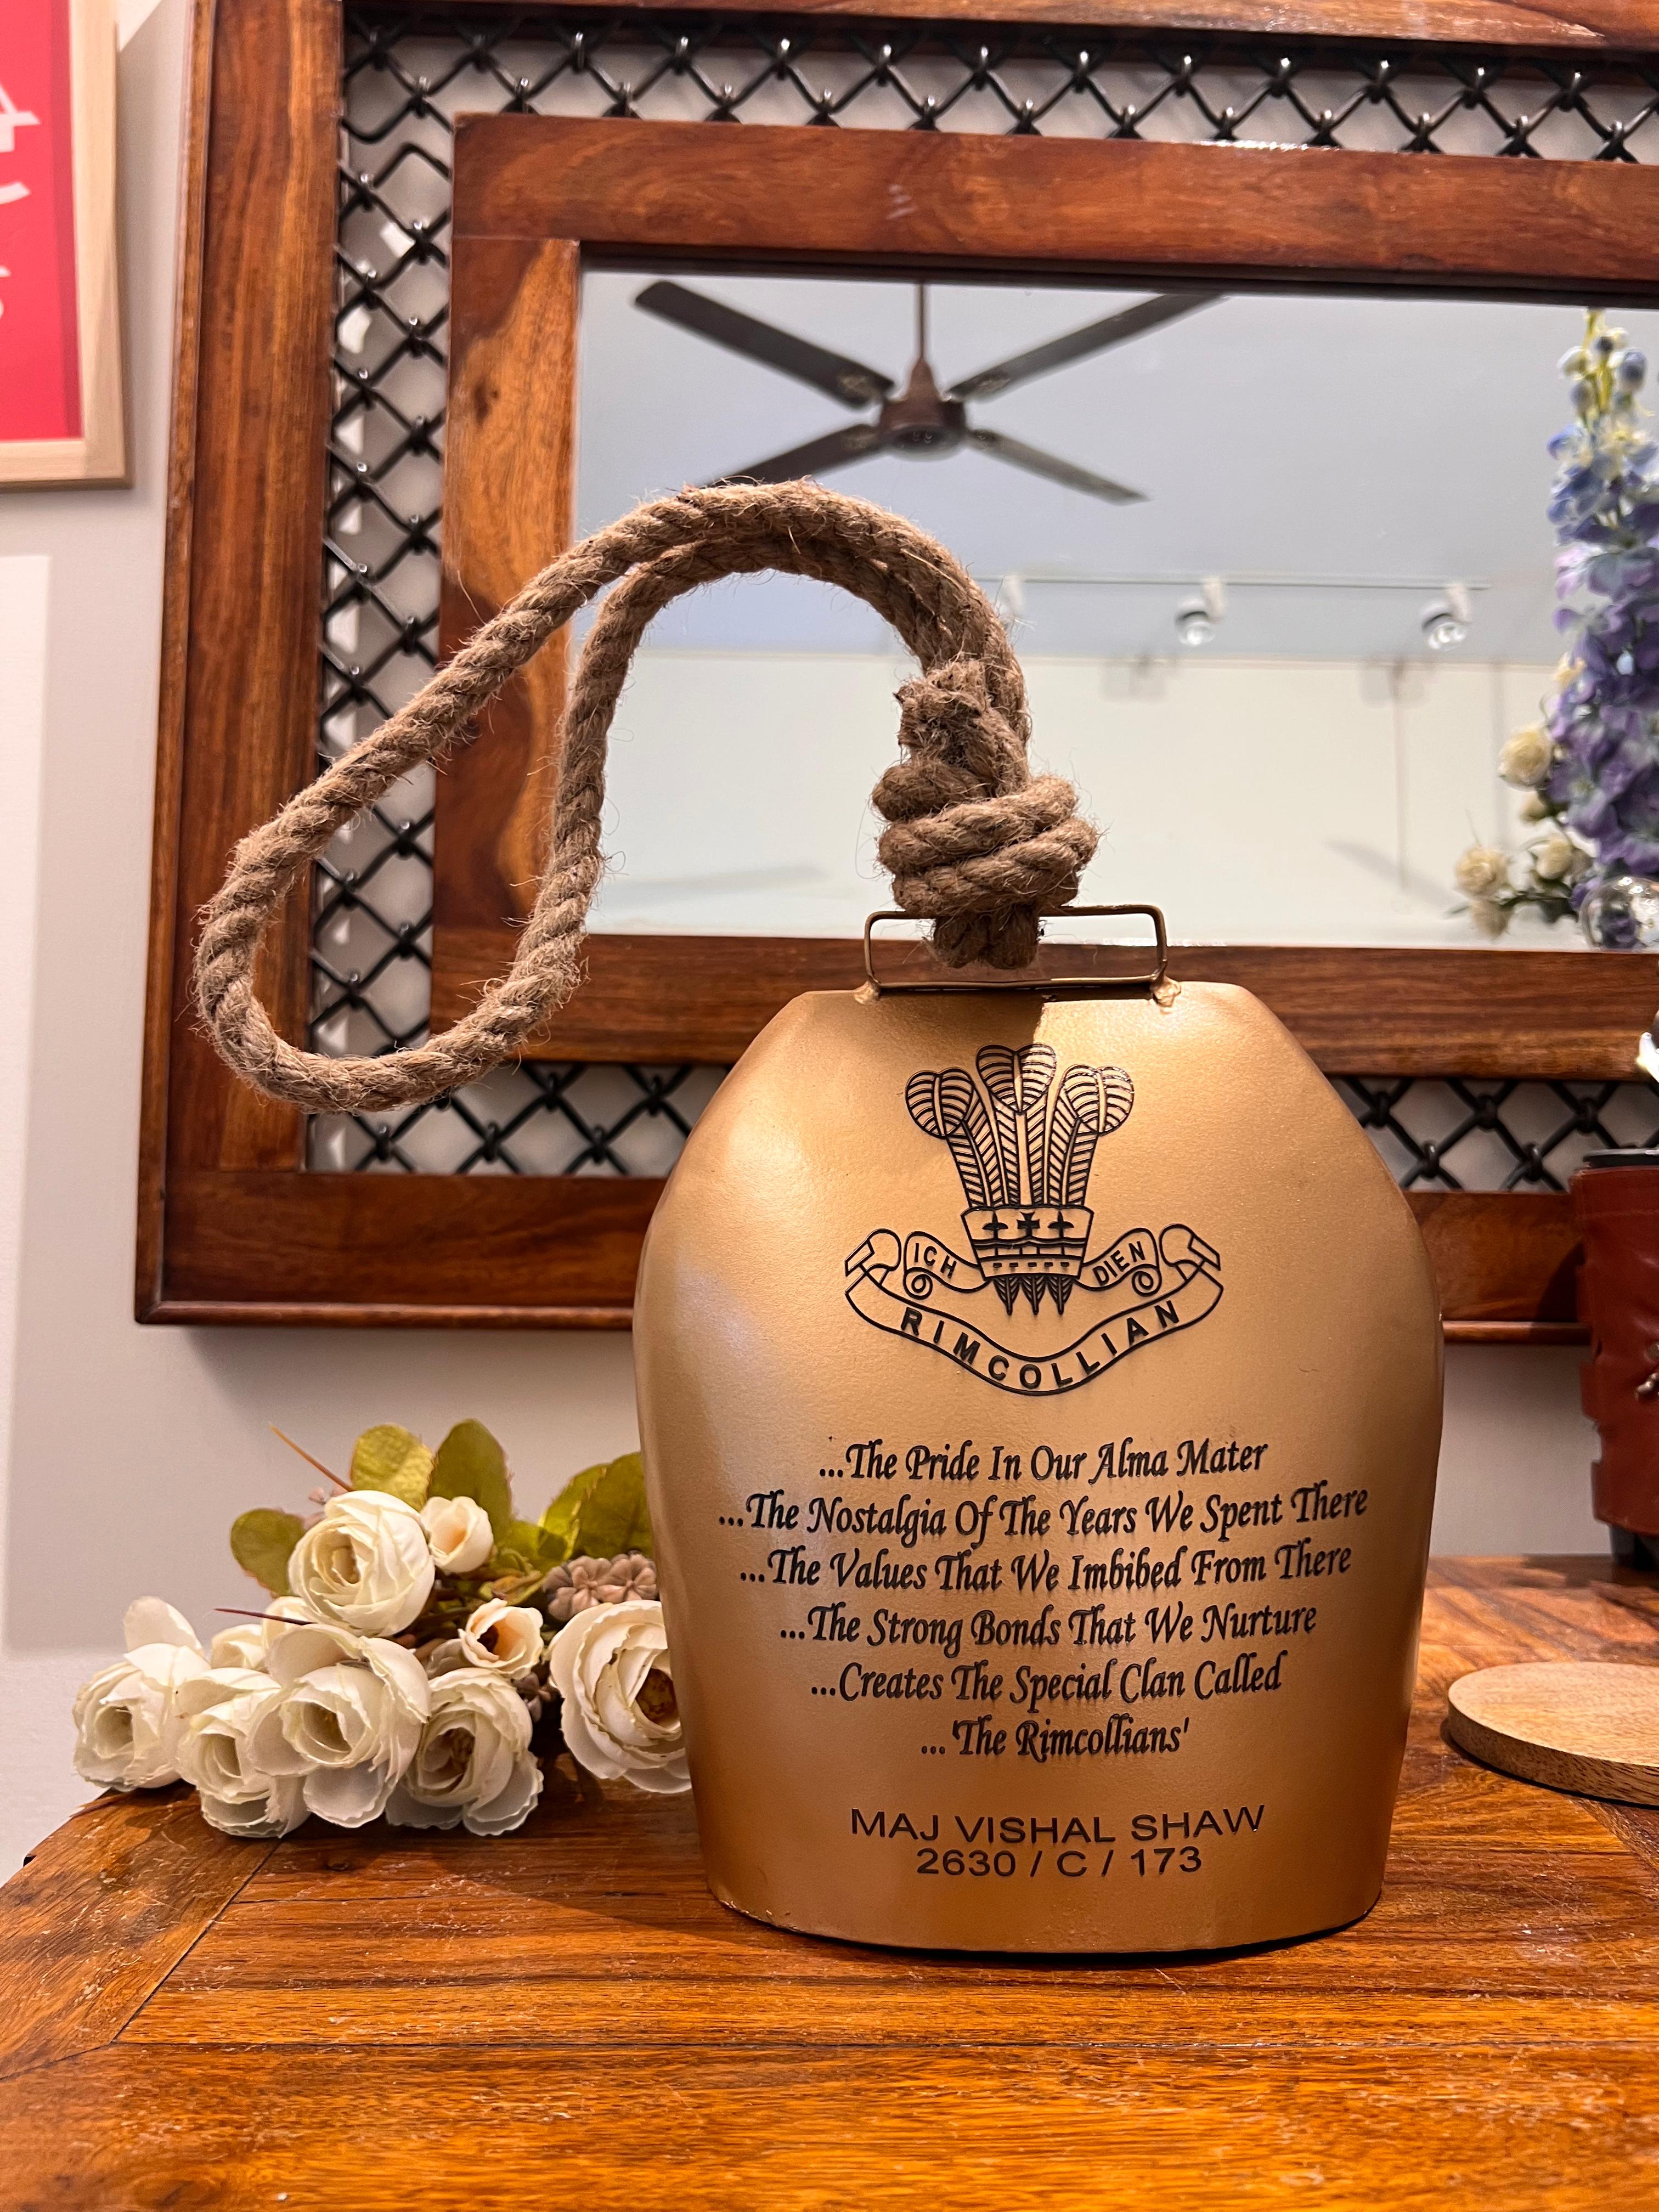 ICH DIEN
RIMCOLLIAN
...The Pride In Our Alma Mater
...The Nostalgia Of The Years We Spent There
...The Values That We Imbibed From There
...The Strong Bonds That We Nurture
...Creates The Special Clan Called
...'The Rimcollians'
MAJ VISHAL SHAW
2630 / C / 173